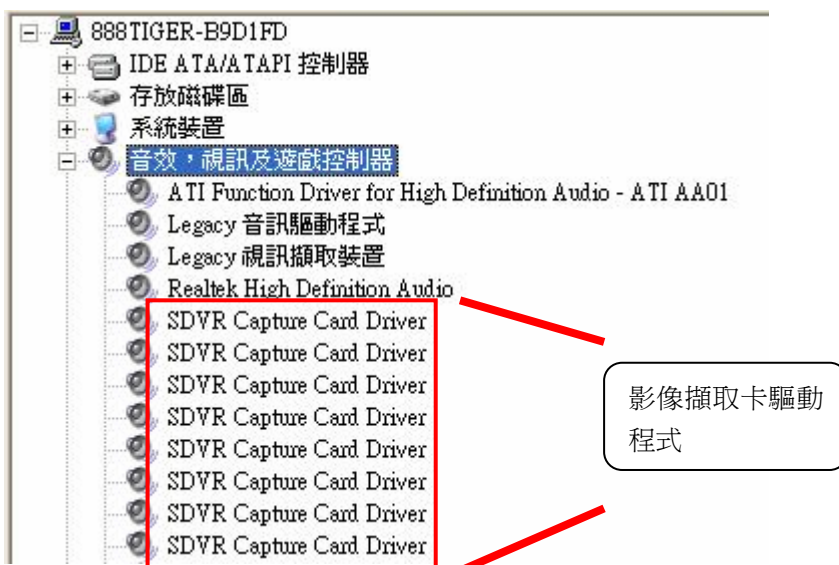 888TIGER-B9D1FD
IDE ATA/ATAPI 控制器
存放磁碟區
系統裝置
音效，視訊及遊戲控制器
ATI Function Driver for High Definition Audio - ATI AA01
Legacy 音訊驅動程式
Legacy 視訊擷取裝置
Realtek High Definition Audio
SDVR Capture Card Driver
SDVR Capture Card Driver
SDVR Capture Card Driver
SDVR Capture Card Driver
SDVR Capture Card Driver
SDVR Capture Card Driver
SDVR Capture Card Driver
SDVR Capture Card Driver
影像擷取卡驅動
程式